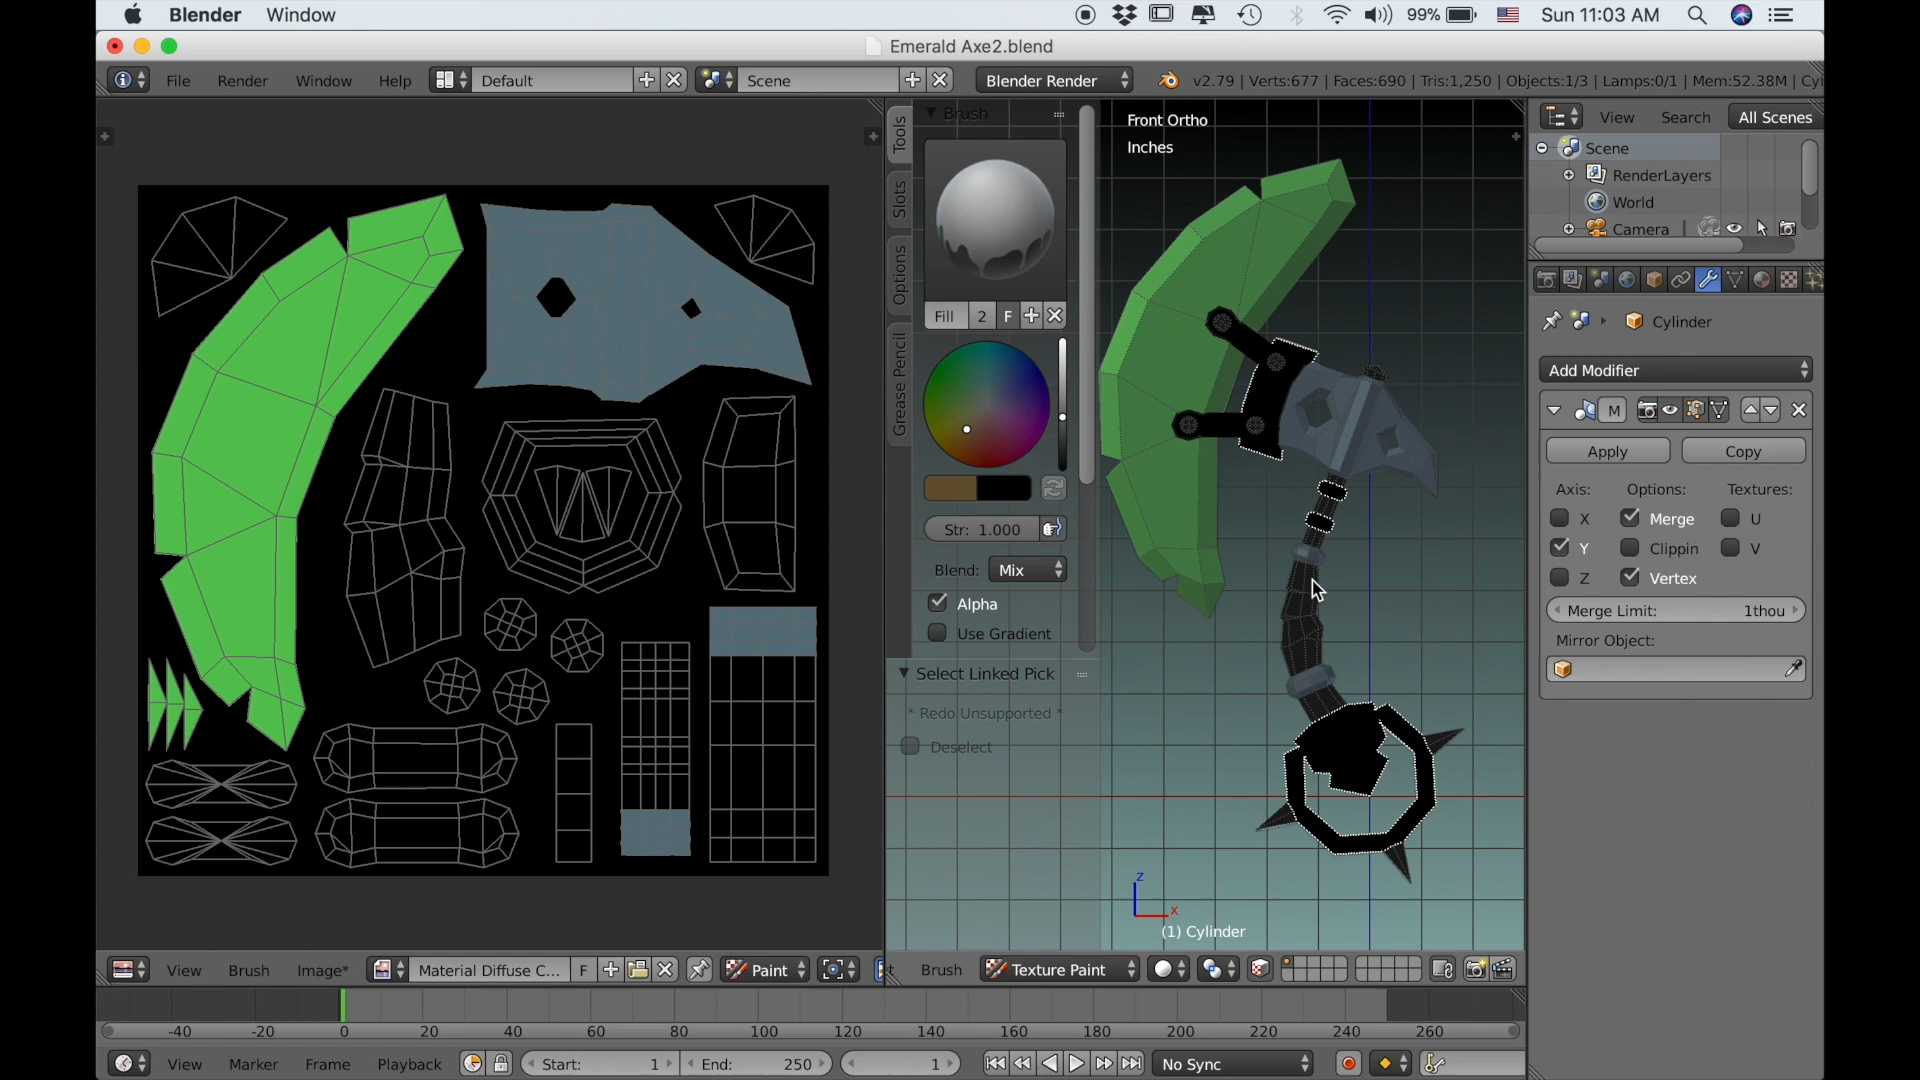 Blender Window 99% Sun 11:03 AM
Emerald Axe2.blend
File Render Window Help Default Scene Blender Render v2.79 | Verts:677 | Faces:690 | Tris:1,250 | Objects:1/3 | Lamps:0/1 | Mem:52.38M | Cyl
Tools
Slots
Options
Grease Pencil
Brush
Fill 2 F
Str: 1.000
Blend: Mix
Alpha
Use Gradient
Select Linked Pick
* Redo Unsupported *
Deselect
Front Ortho
Inches
z
x
(1) Cylinder
View Search All Scenes
Scene
RenderLayers
World
Camera
Cylinder
Add Modifier
M
Apply Copy
Axis: Options: Textures:
X Merge U
Y Clippin V
Z Vertex
Merge Limit: 1thou
Mirror Object:
View Brush Image* Material Diffuse C... F Paint
Brush Texture Paint
-40 -20 0 20 40 60 80 100 120 140 160 180 200 220 240 260
View Marker Frame Playback Start: 1 End: 250 1 No Sync